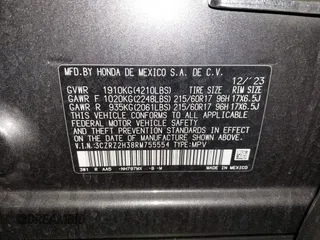 MFD.BY HONDA DE MEXICO S.A. DE C.V.
12/'23
GVWR 1910KG(4210LBS) TIRE SIZE RIM SIZE
GAWR F 1020KG(2248LBS) 215/60R17 96H 17X6.5J
GAWR R 935KG(2061LBS) 215/60R17 96H 17X6.5J
THIS VEHICLE CONFORMS TO ALL APPLICABLE
FEDERAL MOTOR VEHICLE SAFETY, BUMPER,
AND THEFT PREVENTION STANDARDS IN EFFECT
ON THE DATE OF MANUFACTURE SHOWN ABOVE.
V.I.N.:3CZRZ2H38RM755554 TYPE:MPV
MADE IN MEXICO